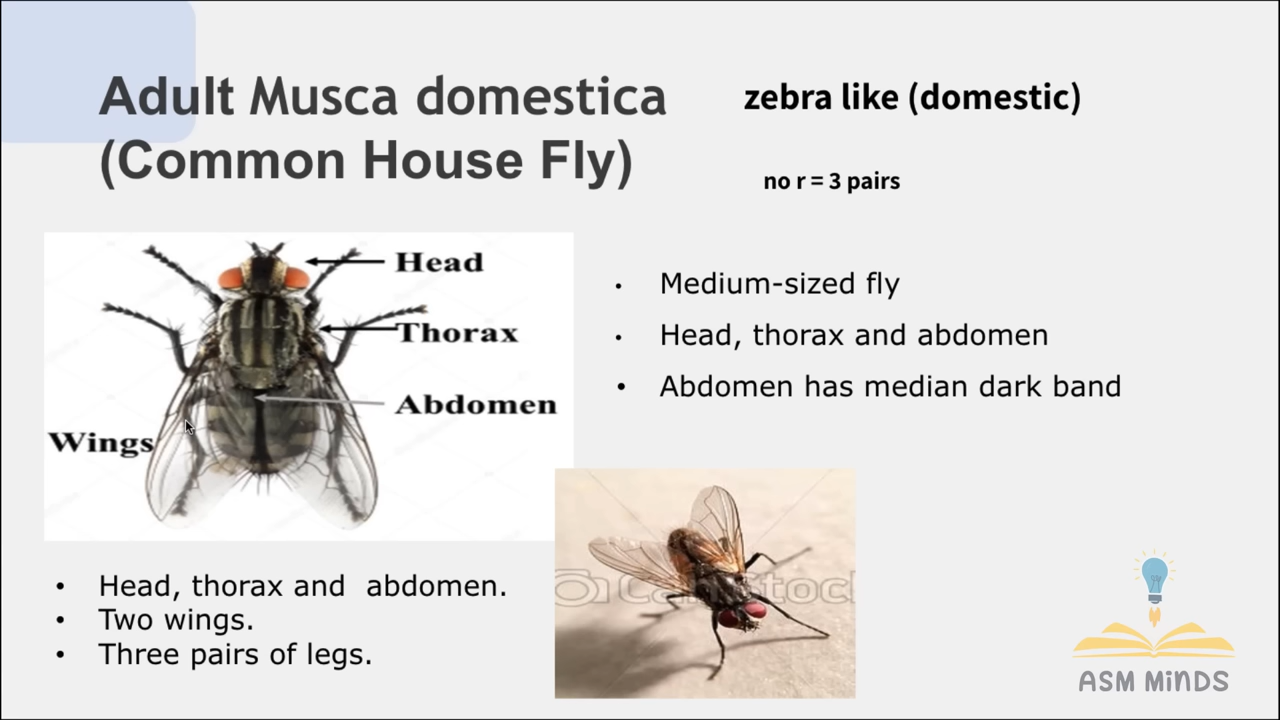 Adult Musca domestica
(Common House Fly)
zebra like (domestic)
no r = 3 pairs
Head
Thorax
Abdomen
Wings
• Medium-sized fly
• Head, thorax and abdomen
• Abdomen has median dark band
• Head, thorax and abdomen.
• Two wings.
• Three pairs of legs.
CanStock
ASM MiNDS